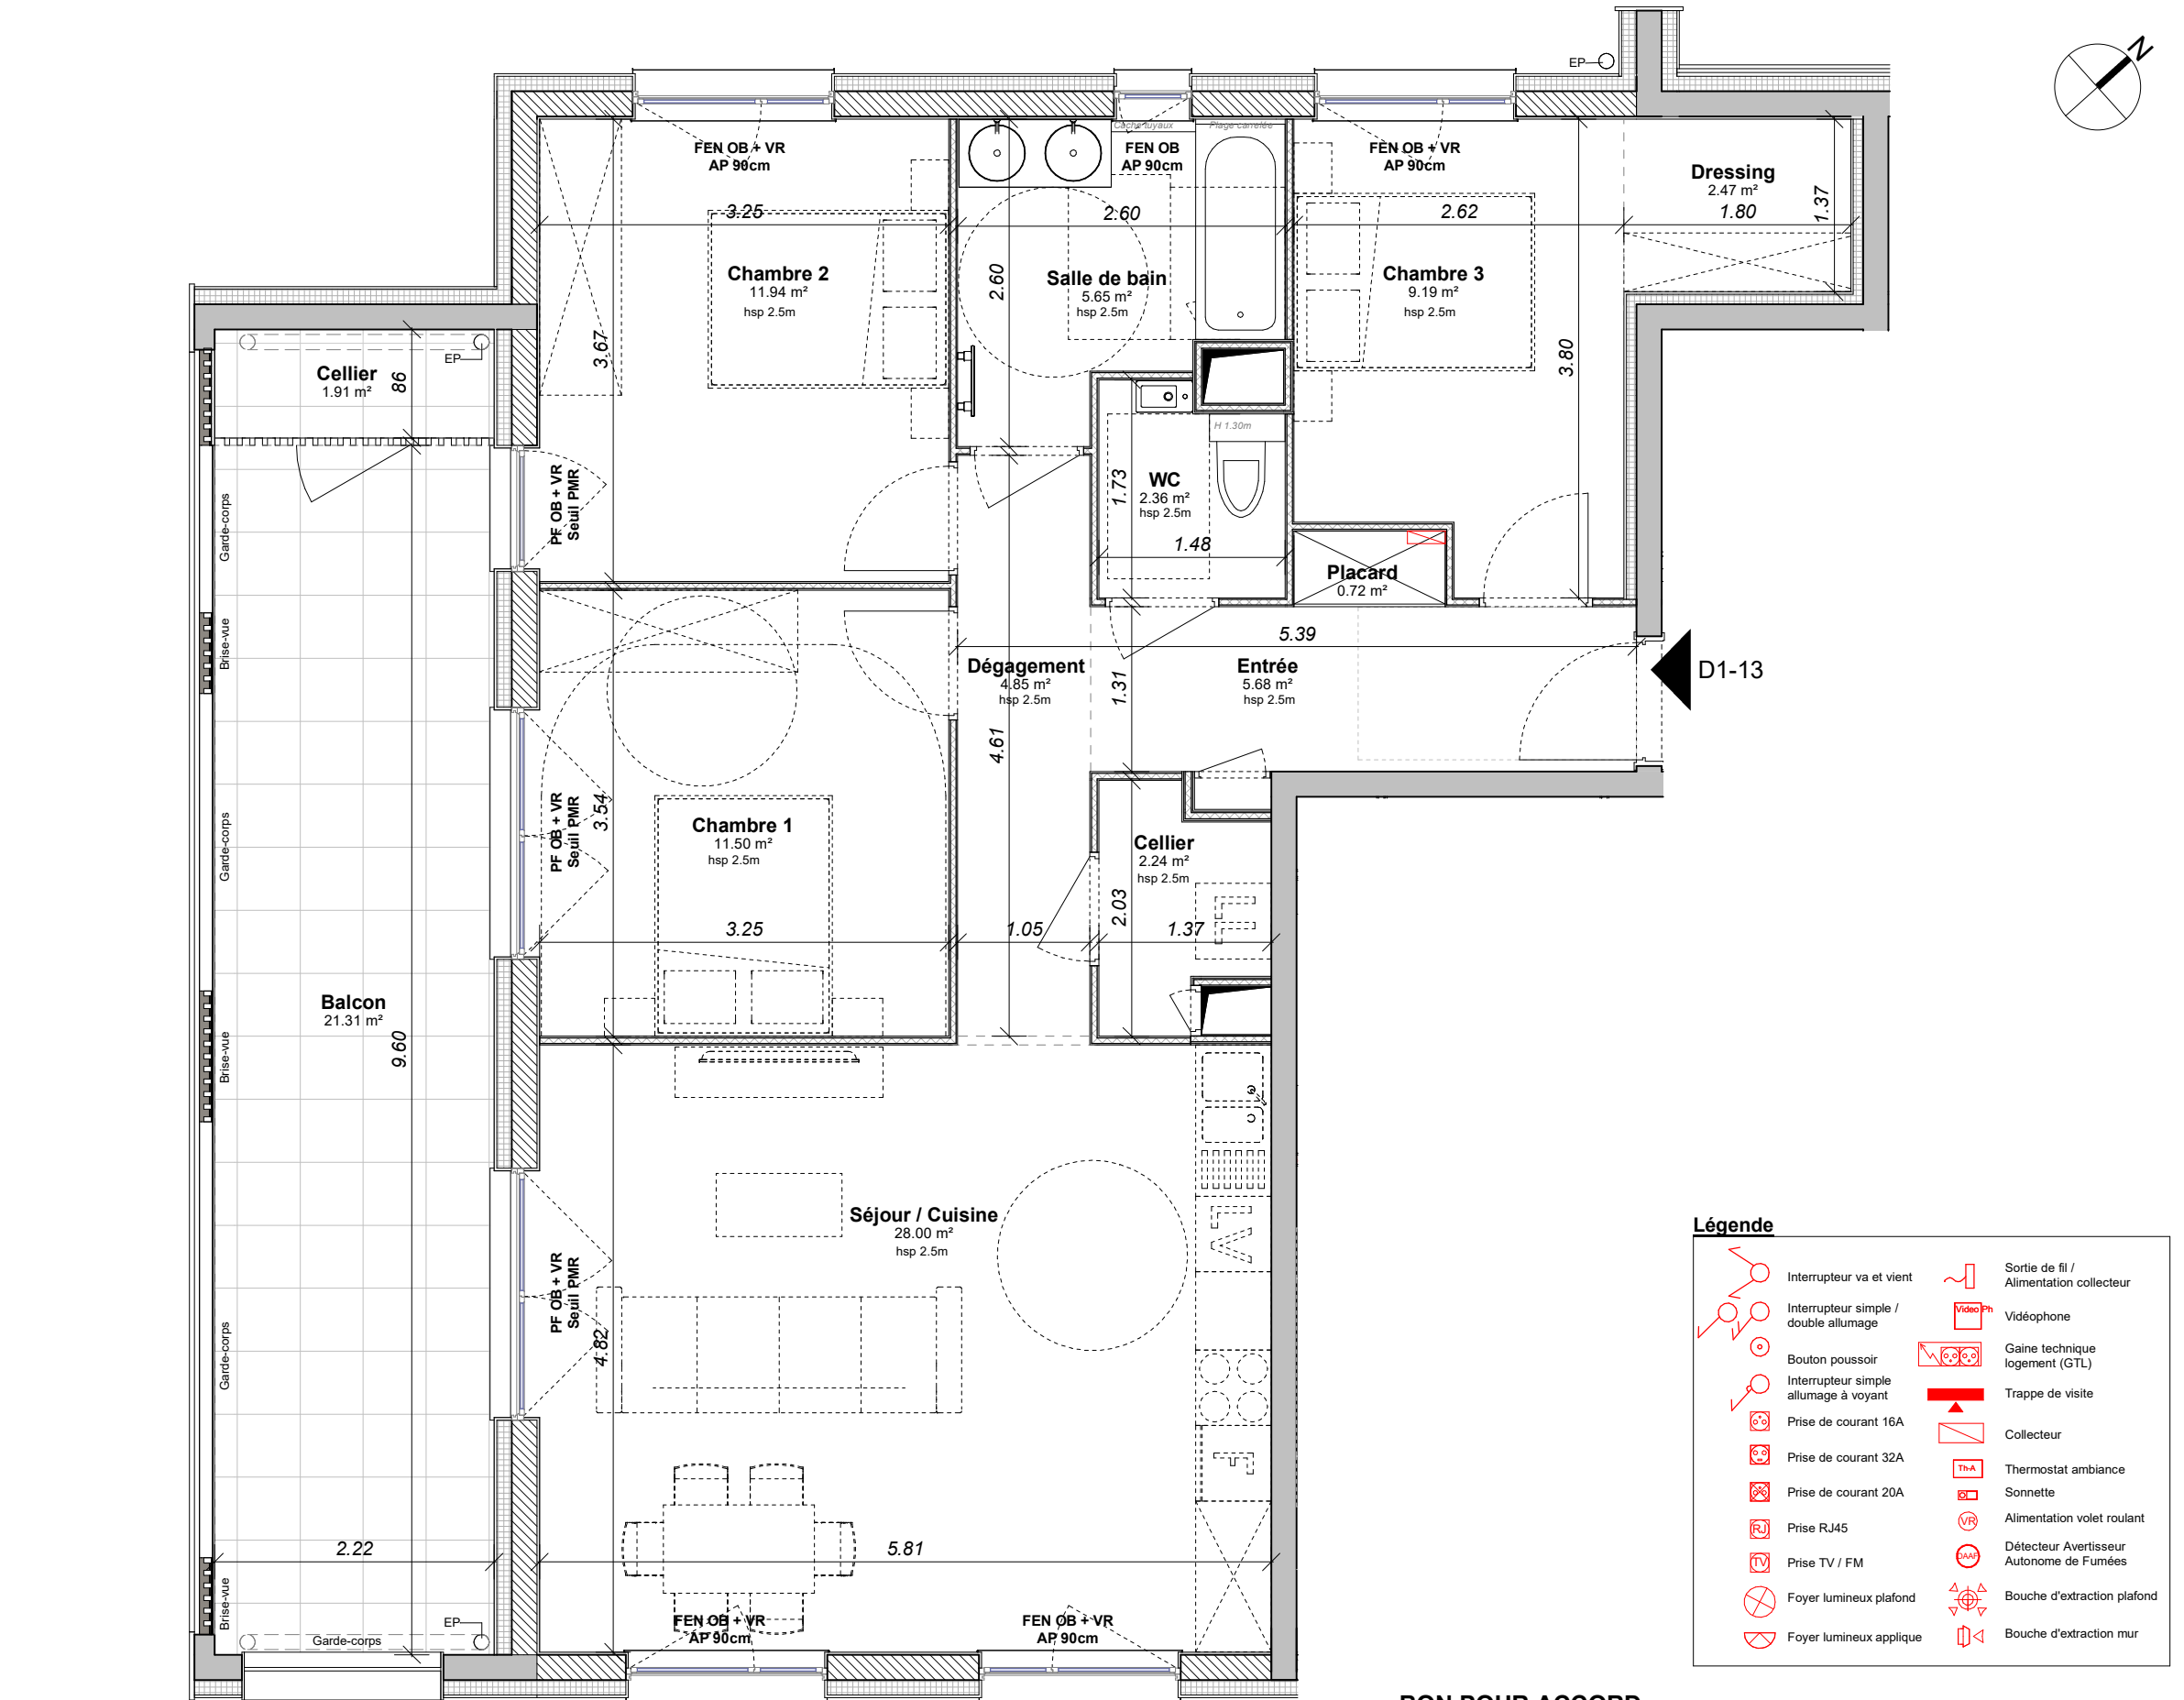 N
EP
FEN OB + VR
AP 90cm
Cache tuyaux
Plage carrelée
FEN OB
AP 90cm
FEN OB + VR
AP 90cm
Dressing
2.47 m²
1.80
1.37
3.25
2.60
2.62
Chambre 2
11.94 m²
hsp 2.5m
2.60
Salle de bain
5.65 m²
hsp 2.5m
Chambre 3
9.19 m²
hsp 2.5m
3.67
3.80
EP
Cellier
1.91 m²
86
H 1.30m
WC
2.36 m²
hsp 2.5m
1.73
1.48
Garde-corps
PF OB + VR
Seuil PMR
Placard
0.72 m²
Brise-vue
5.39
Dégagement
4.85 m²
hsp 2.5m
1.31
Entrée
5.68 m²
hsp 2.5m
D1-13
4.61
Garde-corps
PF OB + VR
Seuil PMR
3.54
Chambre 1
11.50 m²
hsp 2.5m
Cellier
2.24 m²
hsp 2.5m
2.03
3.25
1.05
1.37
Balcon
21.31 m²
9.60
Brise-vue
Séjour / Cuisine
28.00 m²
hsp 2.5m
LV
PF OB + VR
Seuil PMR
4.82
Garde-corps
F
2.22
5.81
Brise-vue
EP
Garde-corps
FEN OB + VR
AP 90cm
FEN OB + VR
AP 90cm
Légende
Interrupteur va et vient
Interrupteur simple /
double allumage
Bouton poussoir
Interrupteur simple
allumage à voyant
Prise de courant 16A
Prise de courant 32A
Prise de courant 20A
RJ
Prise RJ45
TV
Prise TV / FM
Foyer lumineux plafond
Foyer lumineux applique
Sortie de fil /
Alimentation collecteur
Video Ph
Vidéophone
Gaine technique
logement (GTL)
Trappe de visite
Collecteur
Th-A
Thermostat ambiance
Sonnette
VR
Alimentation volet roulant
DAAF
Détecteur Avertisseur
Autonome de Fumées
Bouche d'extraction plafond
Bouche d'extraction mur
BON POUR ACCORD